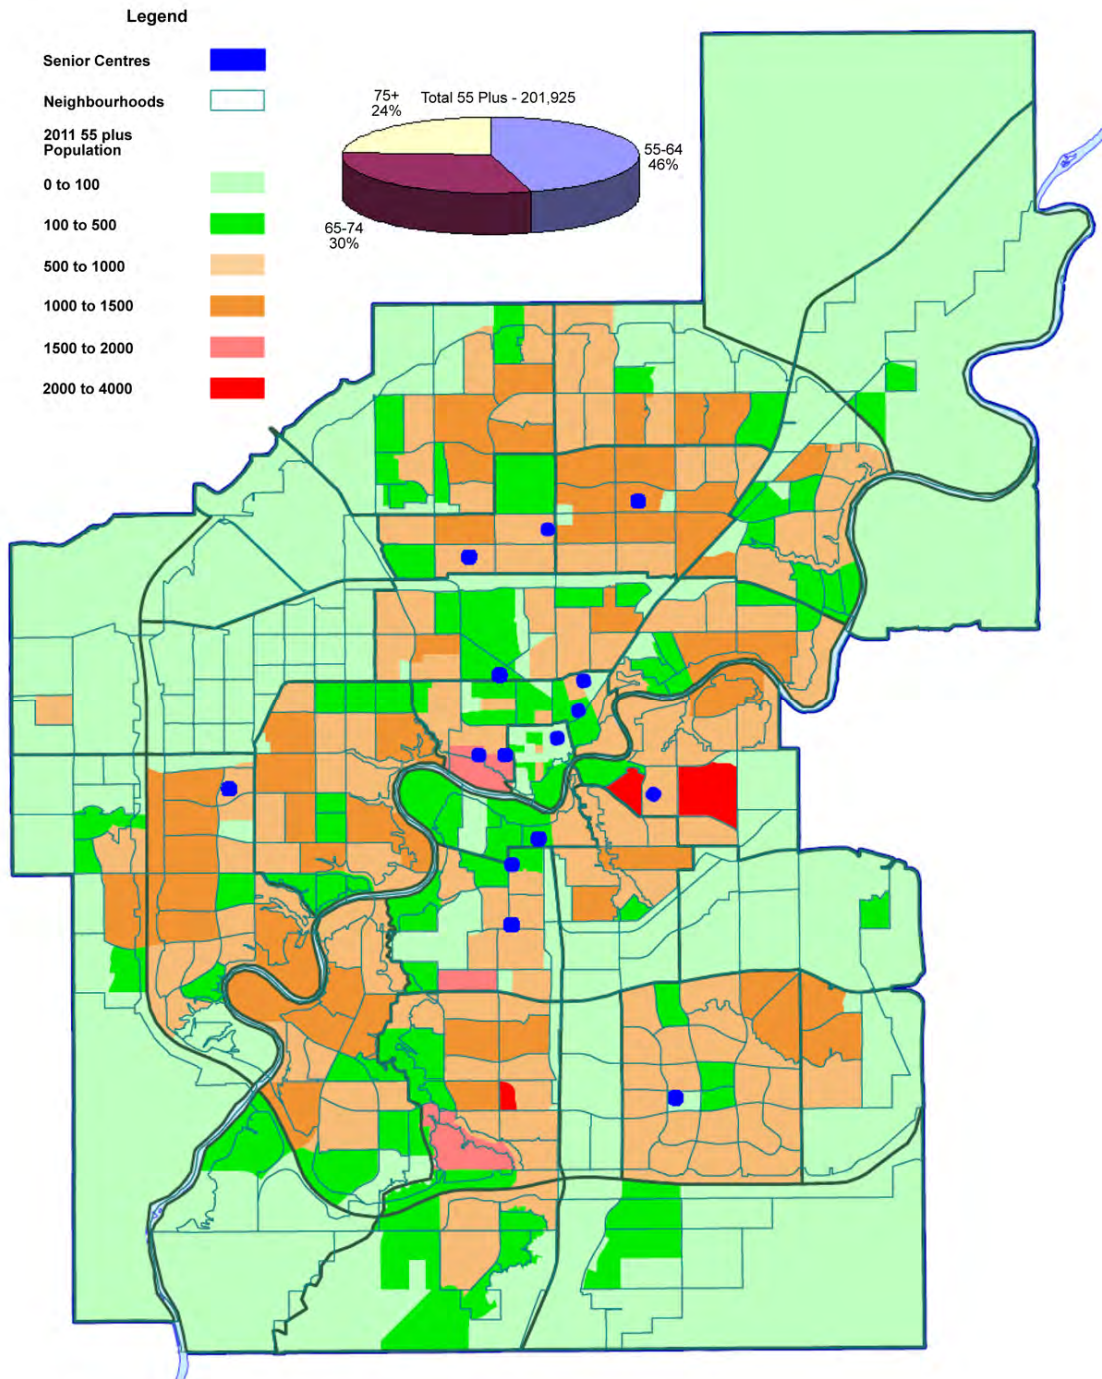 Legend
Senior Centres
Neighbourhoods
2011 55 plus
Population
0 to 100
100 to 500
500 to 1000
1000 to 1500
1500 to 2000
2000 to 4000
Total 55 Plus - 201,925
75+
24%
55-64
46%
65-74
30%